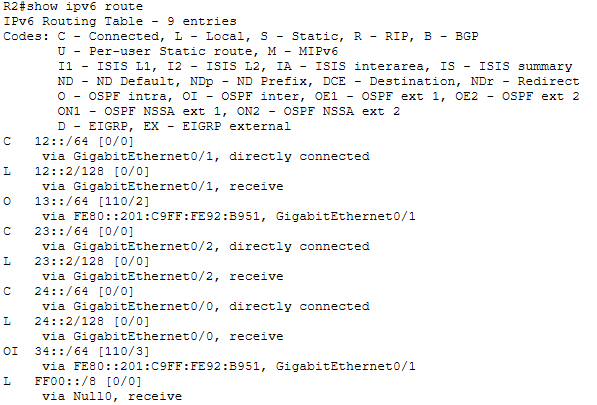 R2#show ipv6 route
IPv6 Routing Table - 9 entries
Codes: C - Connected, L - Local, S - Static, R - RIP, B - BGP
       U - Per-user Static route, M - MIPv6
       I1 - ISIS L1, I2 - ISIS L2, IA - ISIS interarea, IS - ISIS summary
       ND - ND Default, NDp - ND Prefix, DCE - Destination, NDr - Redirect
       O - OSPF intra, OI - OSPF inter, OE1 - OSPF ext 1, OE2 - OSPF ext 2
       ON1 - OSPF NSSA ext 1, ON2 - OSPF NSSA ext 2
       D - EIGRP, EX - EIGRP external
C   12::/64 [0/0]
     via GigabitEthernet0/1, directly connected
L   12::2/128 [0/0]
     via GigabitEthernet0/1, receive
O   13::/64 [110/2]
     via FE80::201:C9FF:FE92:B951, GigabitEthernet0/1
C   23::/64 [0/0]
     via GigabitEthernet0/2, directly connected
L   23::2/128 [0/0]
     via GigabitEthernet0/2, receive
C   24::/64 [0/0]
     via GigabitEthernet0/0, directly connected
L   24::2/128 [0/0]
     via GigabitEthernet0/0, receive
OI  34::/64 [110/3]
     via FE80::201:C9FF:FE92:B951, GigabitEthernet0/1
L   FF00::/8 [0/0]
     via Null0, receive